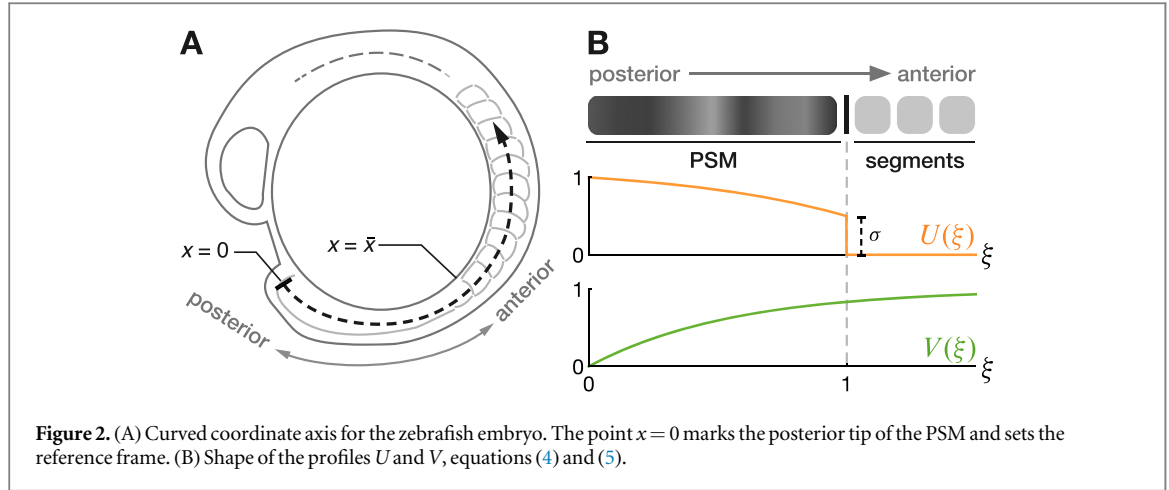 A
x = 0
x = x̄
posterior
anterior
B
posterior
anterior
PSM
segments
1
σ
U(ξ)
0
ξ
1
V(ξ)
0
ξ
0
1
Figure 2. (A) Curved coordinate axis for the zebrafish embryo. The point x = 0 marks the posterior tip of the PSM and sets the
reference frame. (B) Shape of the profiles U and V, equations (4) and (5).